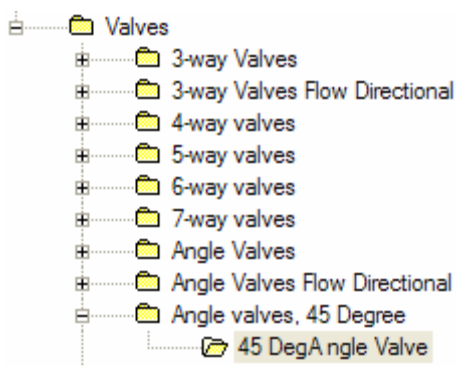 Valves
3-way Valves
3-way Valves Flow Directional
4-way valves
5-way valves
6-way valves
7-way valves
Angle Valves
Angle Valves Flow Directional
Angle valves, 45 Degree
45 DegA ngle Valve